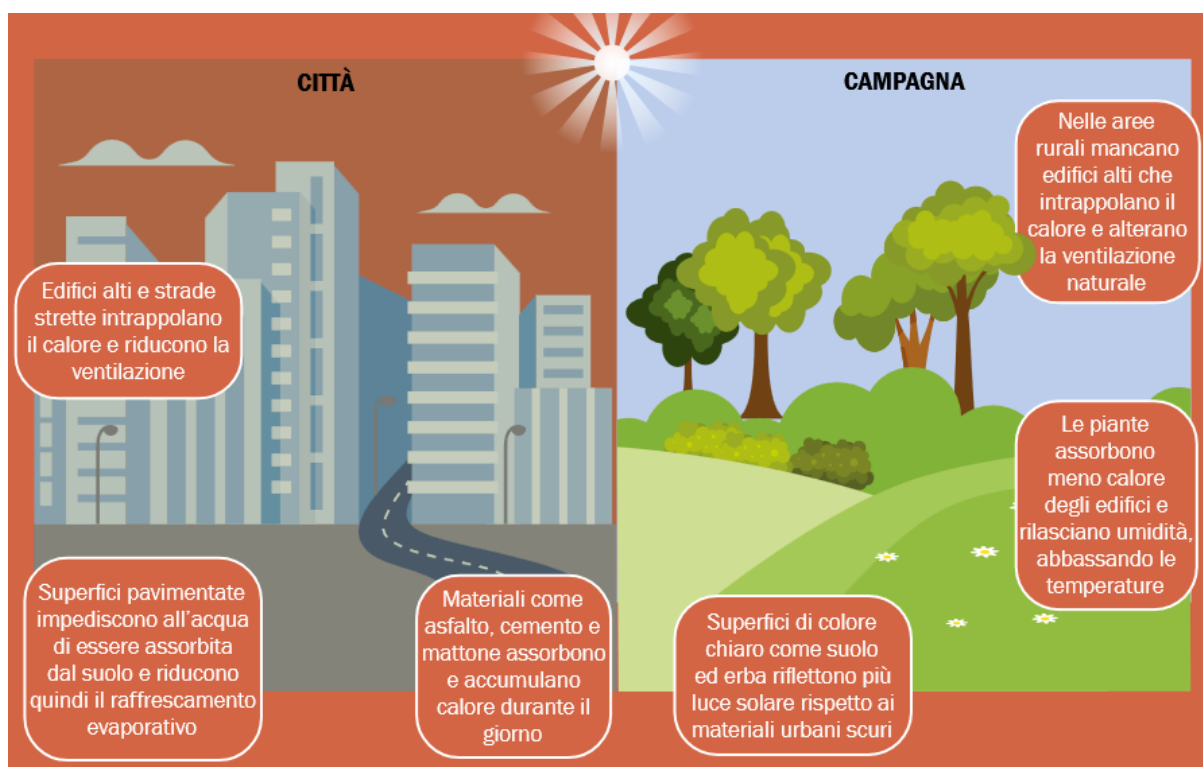 CITTÀ
Edifici alti e strade
strette intrappolano
il calore e riducono la
ventilazione
Superfici pavimentate
impediscono all'acqua
di essere assorbita
dal suolo e riducono
quindi il raffrescamento
evaporativo
Materiali come
asfalto, cemento e
mattone assorbono
e accumulano
calore durante il
giorno
CAMPAGNA
Nelle aree
rurali mancano
edifici alti che
intrappolano il
calore e alterano
la ventilazione
naturale
Le piante
assorbono
meno calore
degli edifici e
rilasciano umidità,
abbassando le
temperature
Superfici di colore
chiaro come suolo
ed erba riflettono più
luce solare rispetto ai
materiali urbani scuri